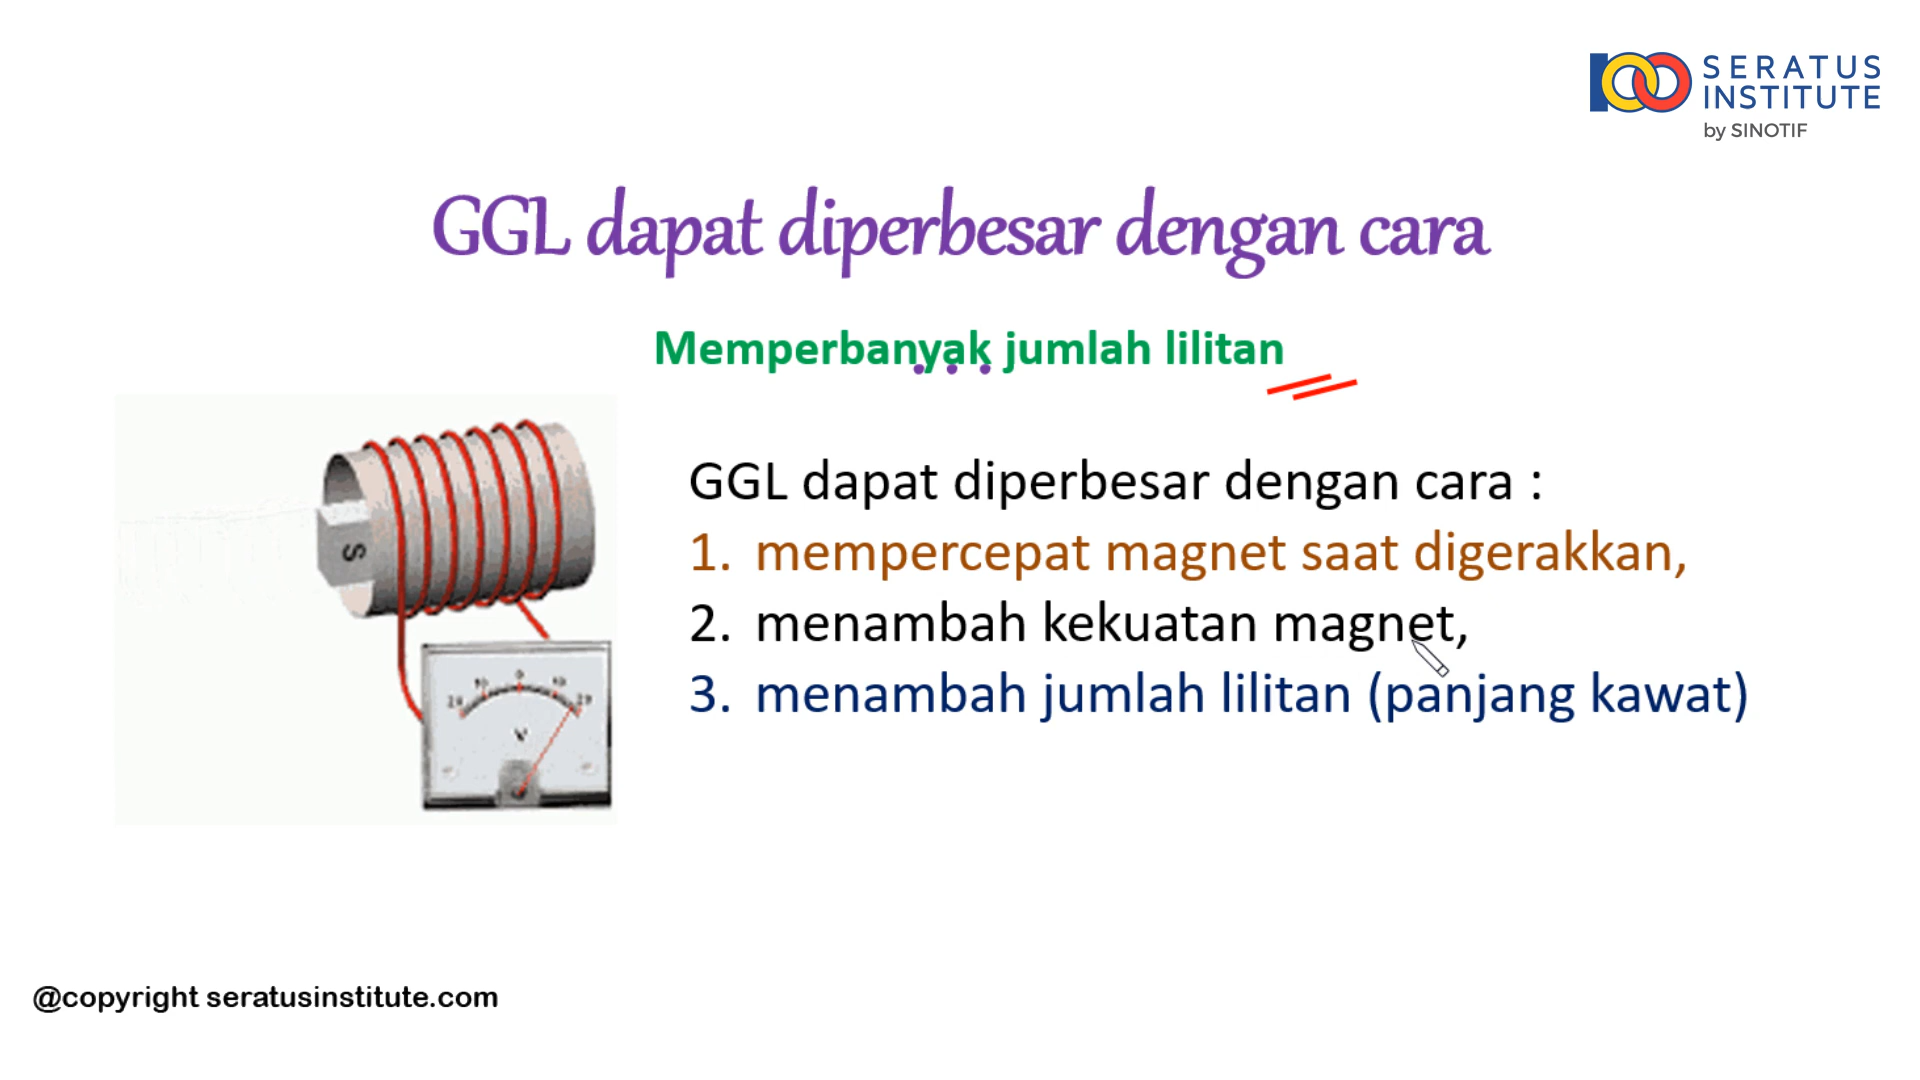 SERATUS
INSTITUTE
by SINOTIF
GGL dapat diperbesar dengan cara
Memperbanyak jumlah lilitan
GGL dapat diperbesar dengan cara :
1. mempercepat magnet saat digerakkan,
2. menambah kekuatan magnet,
3. menambah jumlah lilitan (panjang kawat)
S
0
V
@copyright seratusinstitute.com